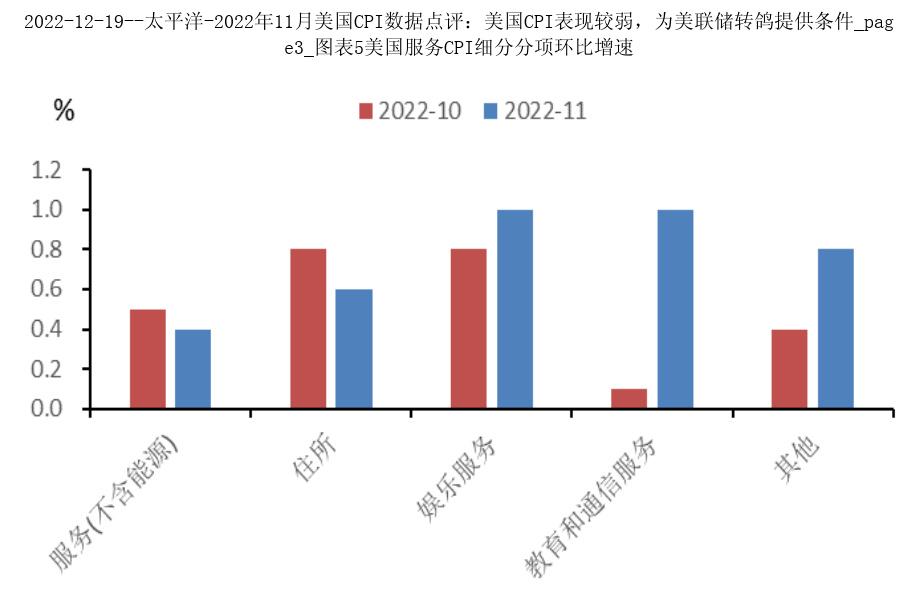 2022-12-19--太平洋-2022年11月美国CPI数据点评：美国CPI表现较弱，为美联储转鸽提供条件_pag
e3_图表5美国服务CPI细分分项环比增速
%
2022-10
2022-11
1.2
1.0
0.8
0.6
0.4
0.2
0.0
服务(不含能源)
住所
娱乐服务
教育和通信服务
其他